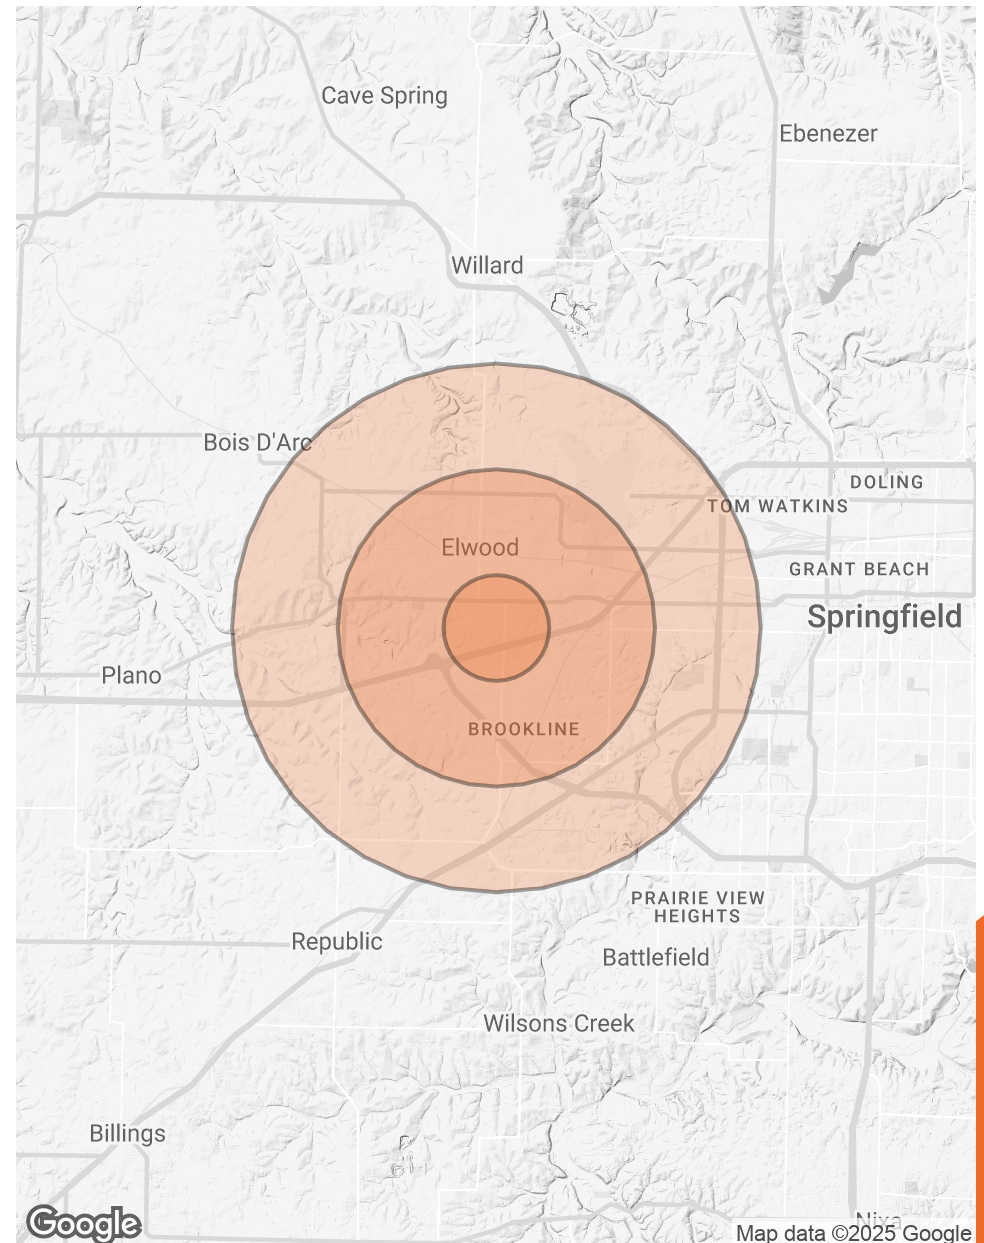 Cave Spring
Ebenezer
Willard
Bois D'Arc
DOLING
TOM WATKINS
Elwood
GRANT BEACH
Springfield
Plano
BROOKLINE
PRAIRIE VIEW
HEIGHTS
Republic
Battlefield
Wilsons Creek
Billings
Nixa
Google
Map data ©2025 Google